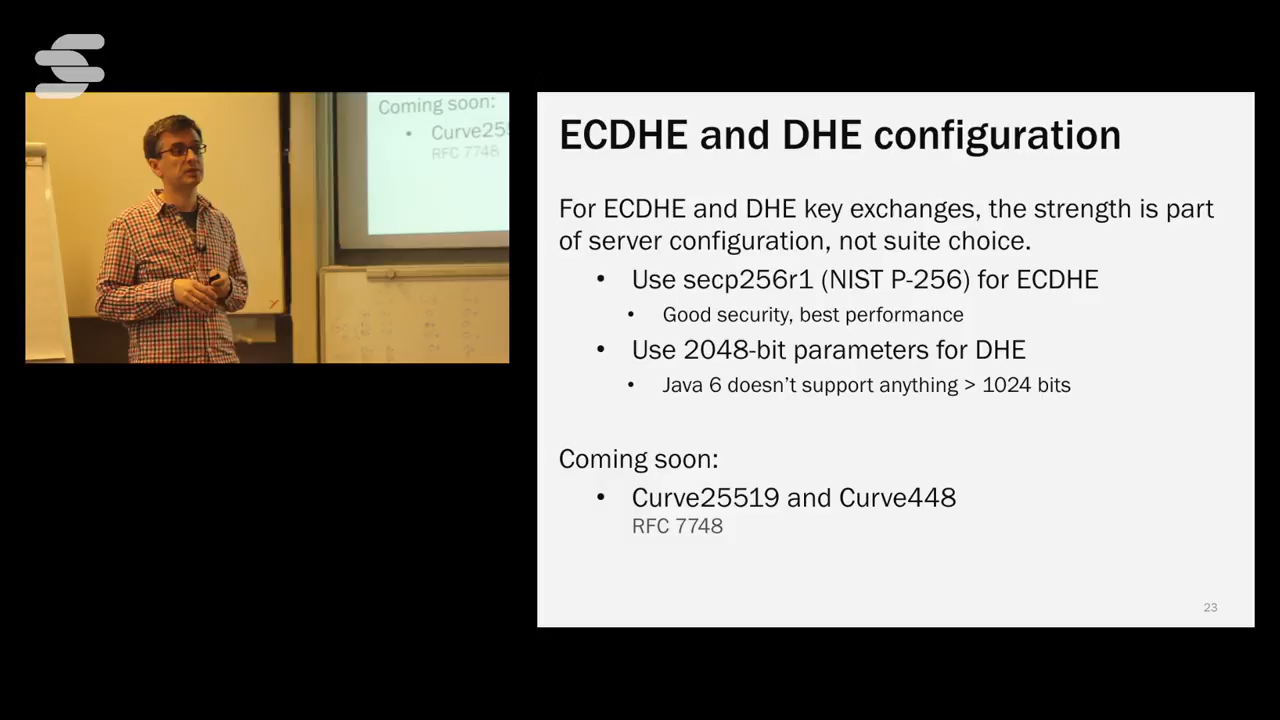 Coming soon:
• Curve25
RFC 7748
ECDHE and DHE configuration
For ECDHE and DHE key exchanges, the strength is part
of server configuration, not suite choice.
• Use secp256r1 (NIST P-256) for ECDHE
• Good security, best performance
• Use 2048-bit parameters for DHE
• Java 6 doesn’t support anything > 1024 bits
Coming soon:
• Curve25519 and Curve448
RFC 7748
23